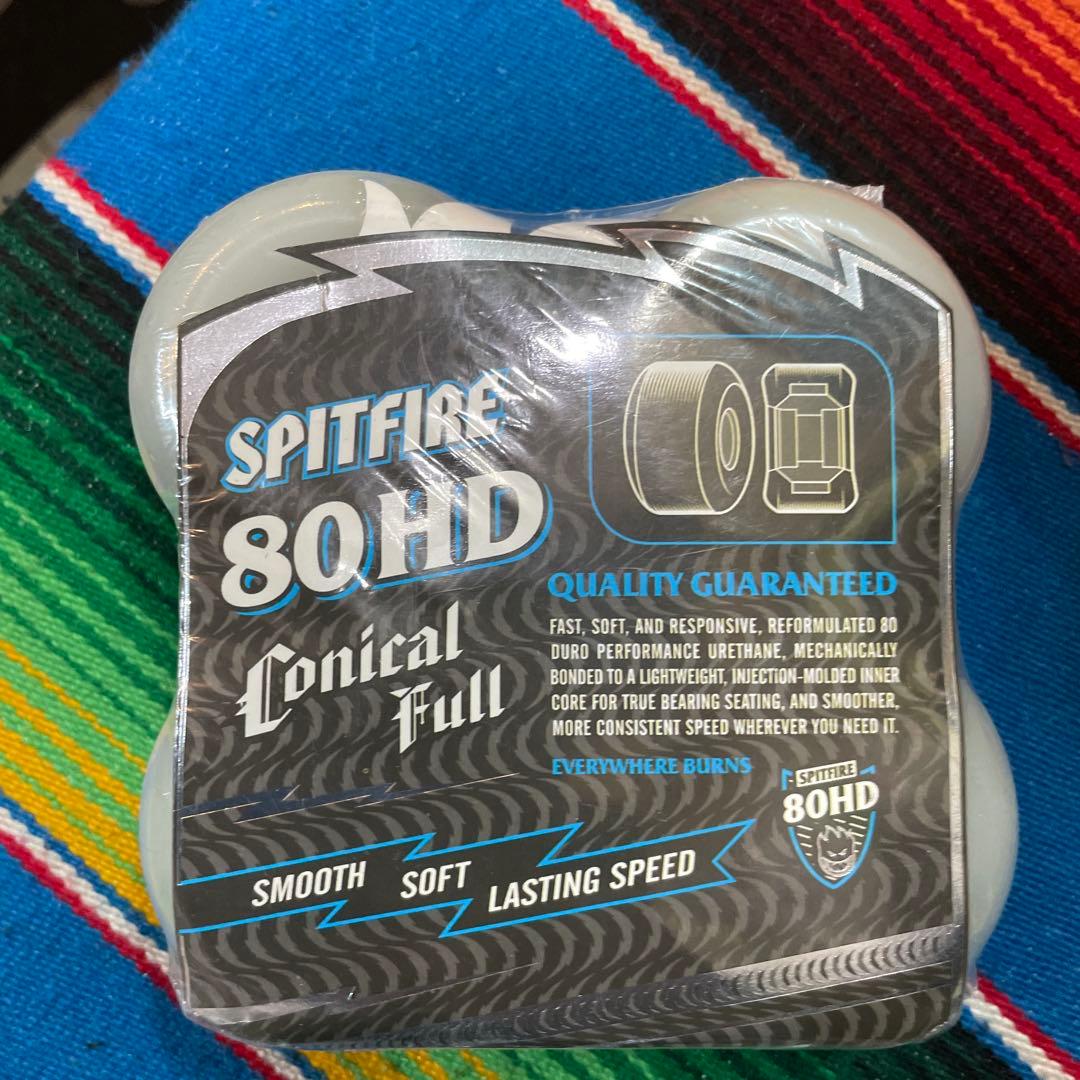 SPITFIRE
80HD
Conical
Full
QUALITY GUARANTEED
FAST, SOFT, AND RESPONSIVE, REFORMULATED 80
DURO PERFORMANCE URETHANE, MECHANICALLY
BONDED TO A LIGHTWEIGHT, INJECTION-MOLDED INNER
CORE FOR TRUE BEARING SEATING, AND SMOOTHER,
MORE CONSISTENT SPEED WHEREVER YOU NEED IT.
EVERYWHERE BURNS
SPITFIRE
80HD
SMOOTH SOFT LASTING SPEED